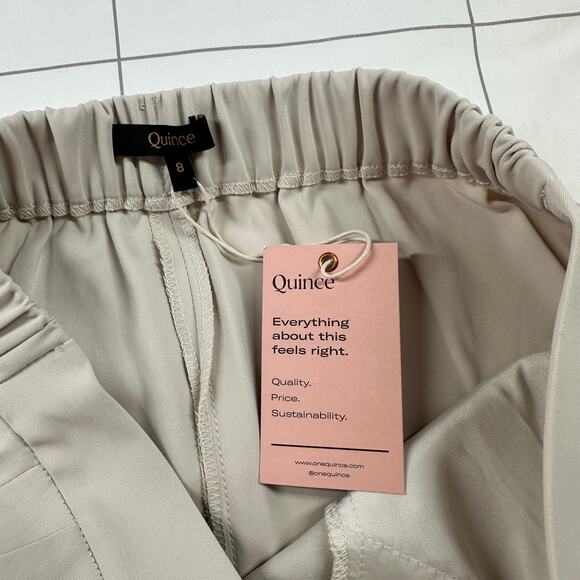 Quince
8
Quince
Everything
about this
feels right.
Quality.
Price.
Sustainability.
www.onequince.com
@onequince